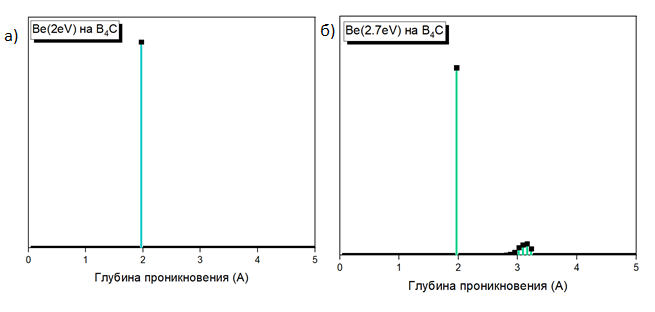 а)
Be(2eV) на B₄C
0 1 2 3 4 5
Глубина проникновения (А)
б)
Be(2.7eV) на B₄C
0 1 2 3 4 5
Глубина проникновения (А)